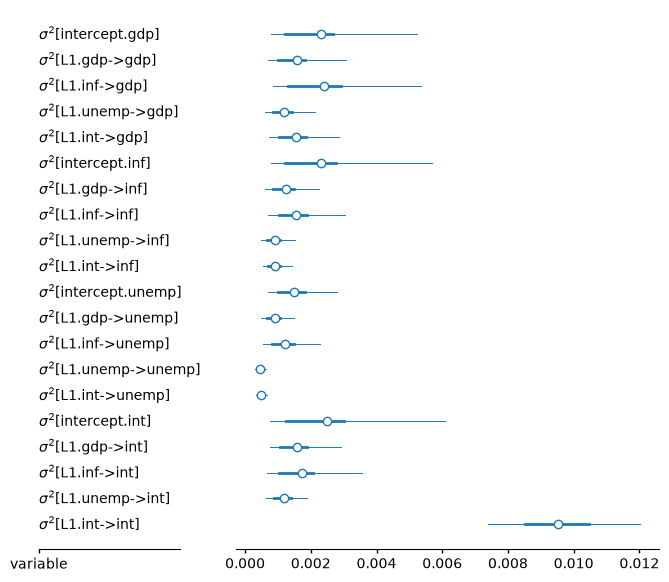 σ²[intercept.gdp]
σ²[L1.gdp->gdp]
σ²[L1.inf->gdp]
σ²[L1.unemp->gdp]
σ²[L1.int->gdp]
σ²[intercept.inf]
σ²[L1.gdp->inf]
σ²[L1.inf->inf]
σ²[L1.unemp->inf]
σ²[L1.int->inf]
σ²[intercept.unemp]
σ²[L1.gdp->unemp]
σ²[L1.inf->unemp]
σ²[L1.unemp->unemp]
σ²[L1.int->unemp]
σ²[intercept.int]
σ²[L1.gdp->int]
σ²[L1.inf->int]
σ²[L1.unemp->int]
σ²[L1.int->int]
variable 0.000 0.002 0.004 0.006 0.008 0.010 0.012